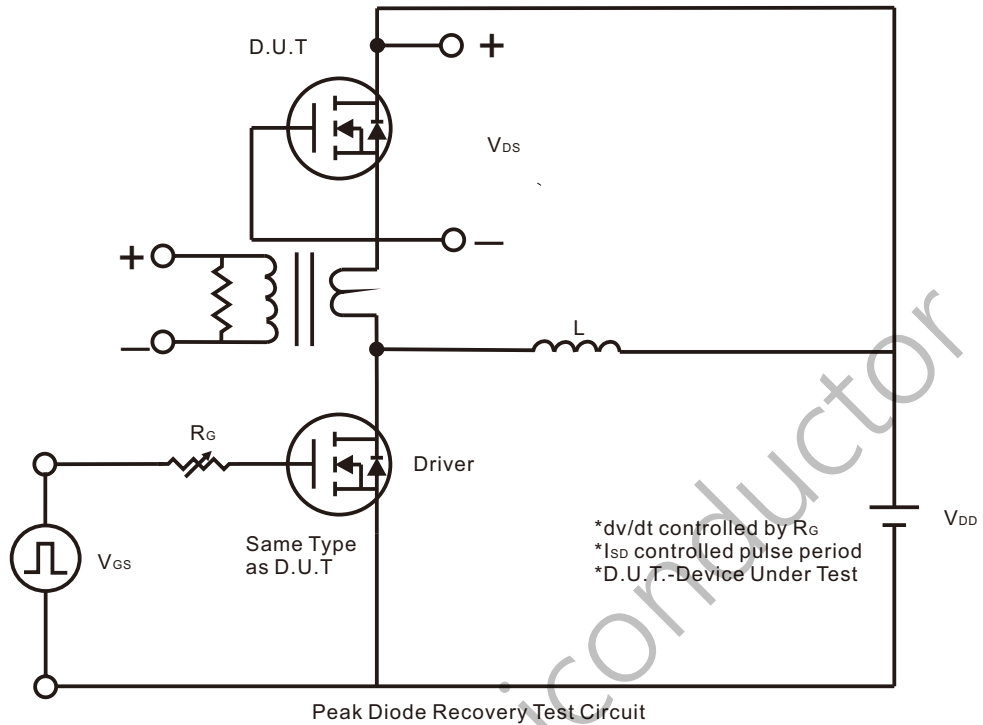 D.U.T
+
VDS
—
+
—
L
RG
Driver
VGS
Same Type
as D.U.T
*dv/dt controlled by RG
*ISD controlled pulse period
*D.U.T.-Device Under Test
VDD
Peak Diode Recovery Test Circuit